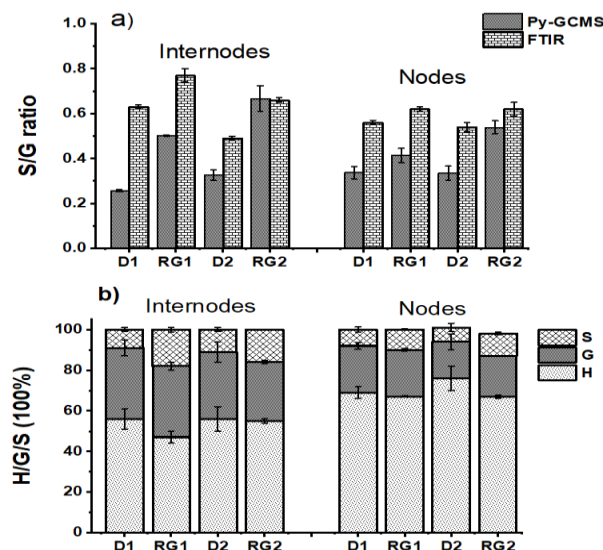 a)
Py-GCMS
FTIR
Internodes
Nodes
S/G ratio
1.0
0.8
0.6
0.4
0.2
0.0
D1 RG1 D2 RG2 D1 RG1 D2 RG2
b)
Internodes
Nodes
S
G
H
H/G/S (100%)
100
80
60
40
20
0
D1 RG1 D2 RG2 D1 RG1 D2 RG2